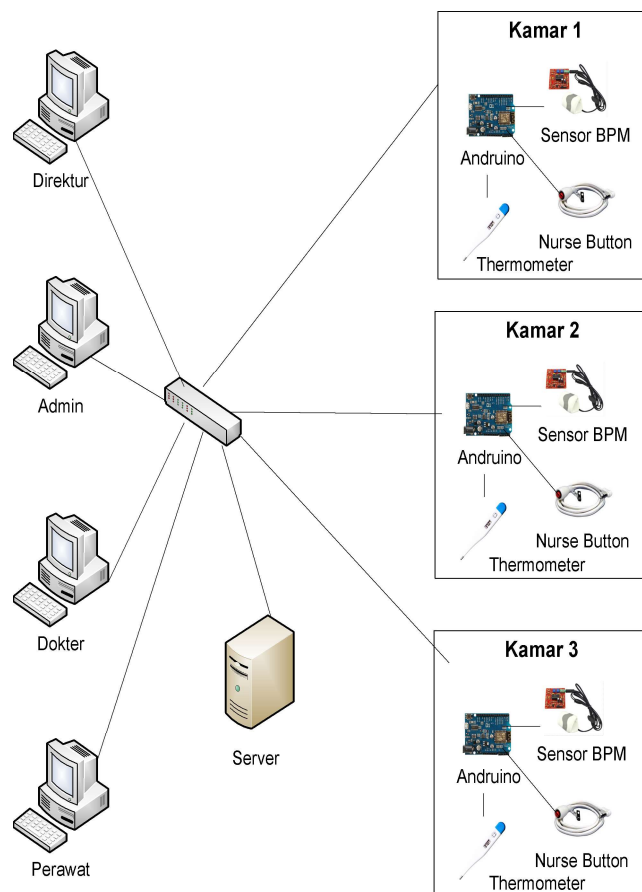 Direktur
Admin
Dokter
Perawat
Server
Kamar 1
Sensor BPM
Andruino
Nurse Button
Thermometer
Kamar 2
Sensor BPM
Andruino
Nurse Button
Thermometer
Kamar 3
Sensor BPM
Andruino
Nurse Button
Thermometer